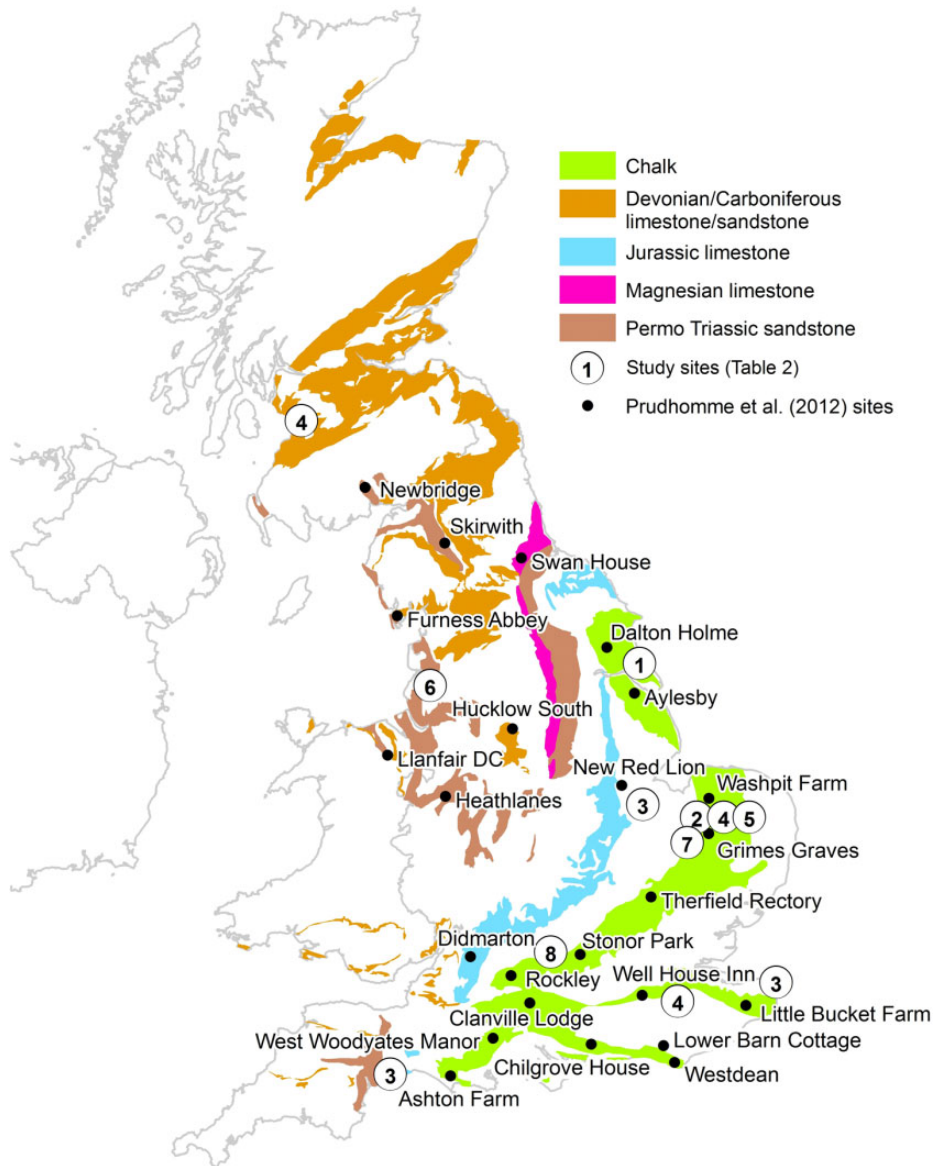 Chalk
Devonian/Carboniferous
limestone/sandstone
Jurassic limestone
Magnesian limestone
Permo Triassic sandstone
1 Study sites (Table 2)
Prudhomme et al. (2012) sites
4
Newbridge
Skirwith
Swan House
Furness Abbey
Dalton Holme
1
6
Aylesby
Hucklow South
Llanfair DC
New Red Lion
Washpit Farm
Heathlanes
3
2 4 5
7
Grimes Graves
Therfield Rectory
Didmarton
8
Stonor Park
Rockley
Well House Inn
3
4
Little Bucket Farm
Clanville Lodge
West Woodyates Manor
Lower Barn Cottage
Chilgrove House
Westdean
3
Ashton Farm